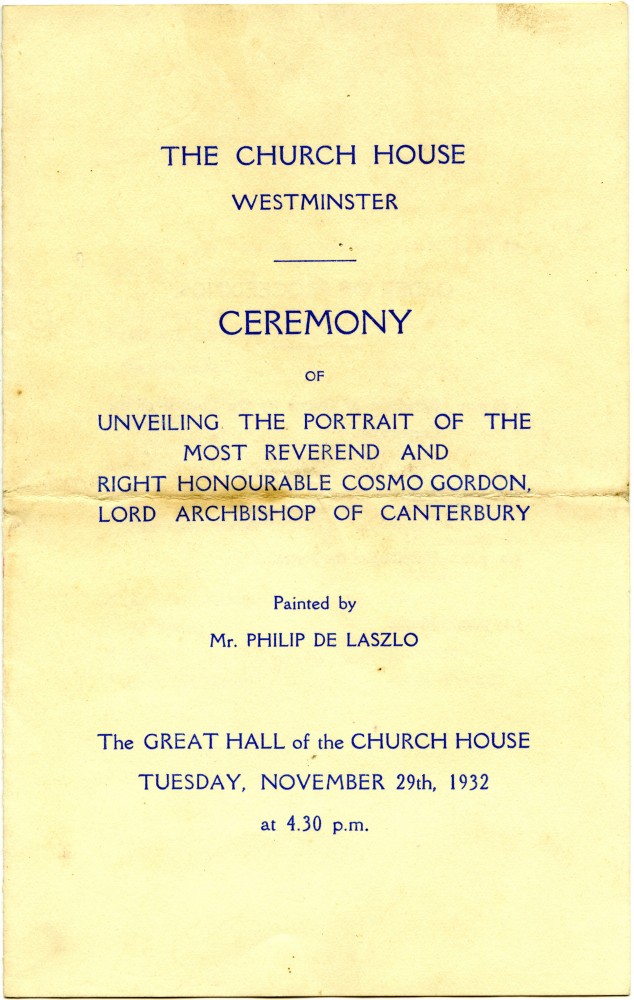 THE CHURCH HOUSE
WESTMINSTER
CEREMONY
OF
UNVEILING THE PORTRAIT OF THE
MOST REVEREND AND
RIGHT HONOURABLE COSMO GORDON,
LORD ARCHBISHOP OF CANTERBURY
Painted by
Mr. PHILIP DE LASZLO
The GREAT HALL of the CHURCH HOUSE
TUESDAY, NOVEMBER 29th, 1932
at 4.30 p.m.